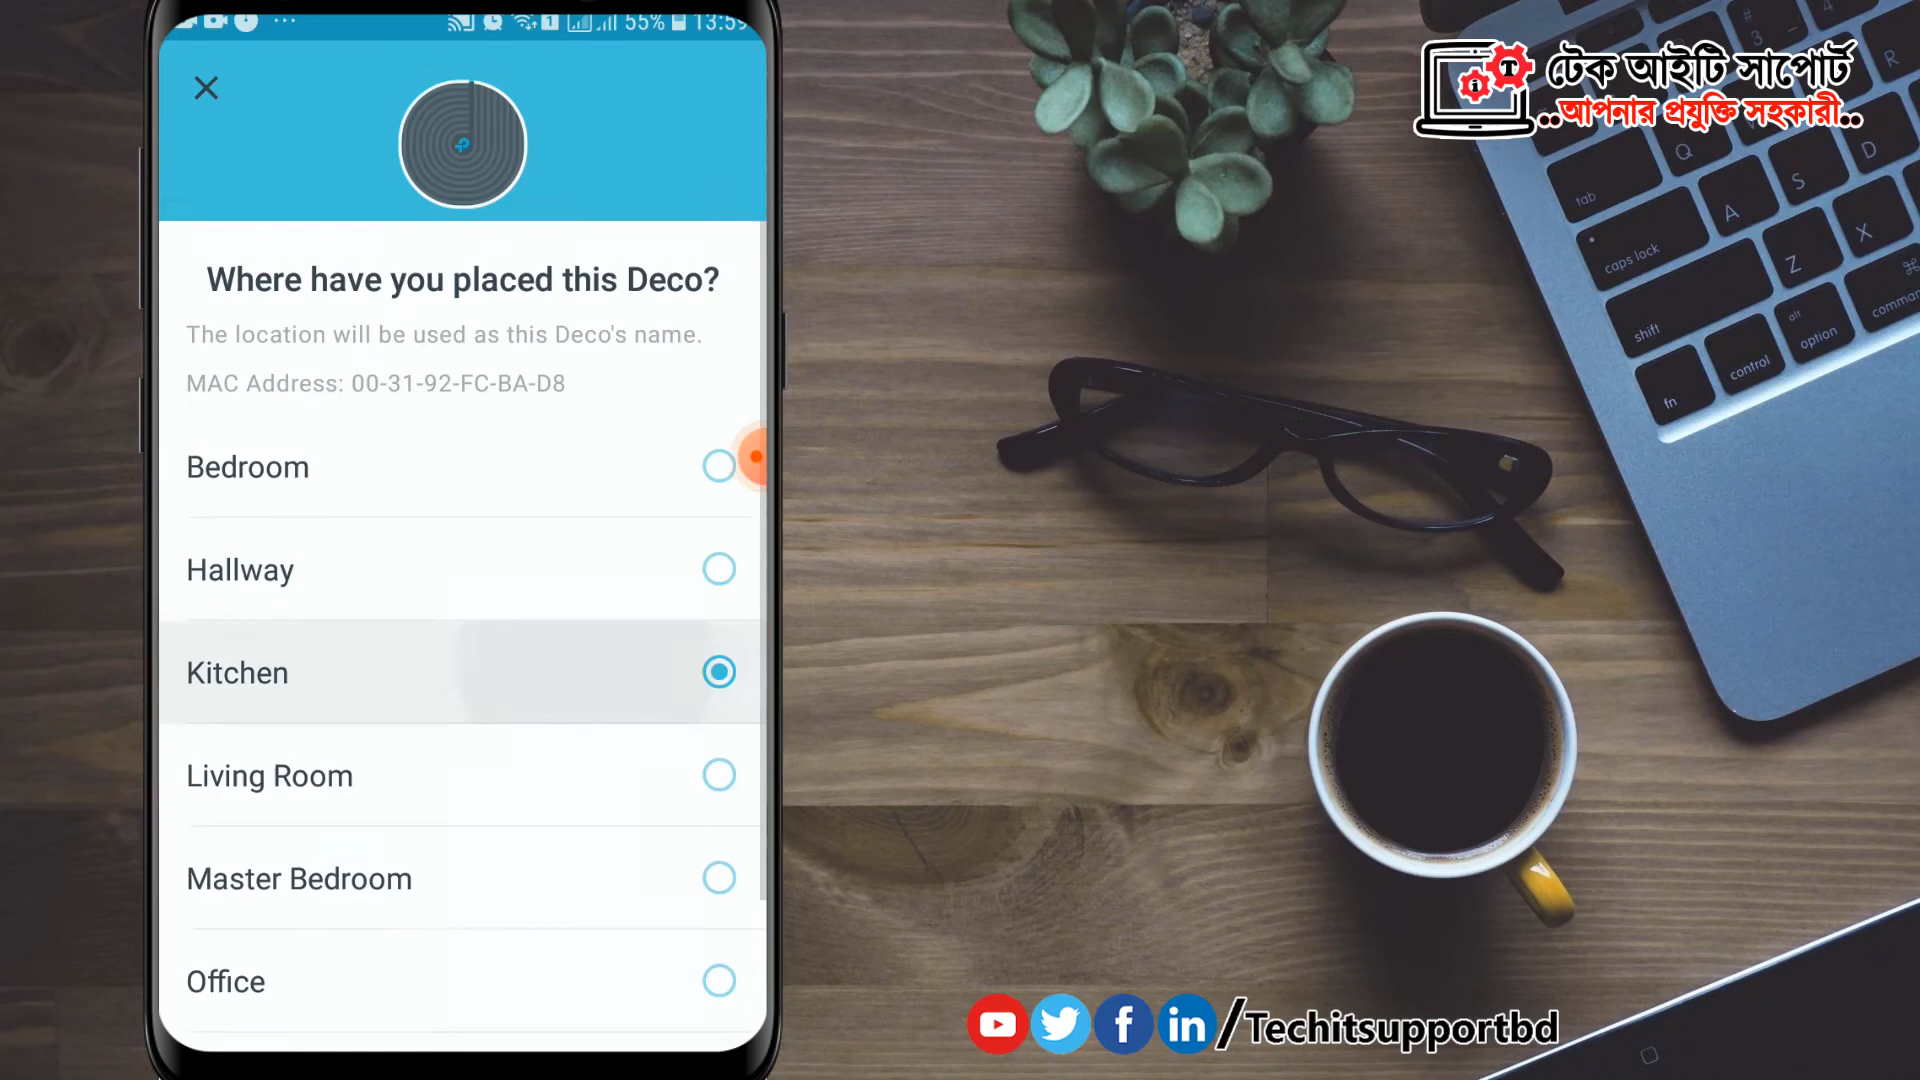 55% 13:59
Where have you placed this Deco?
The location will be used as this Deco's name.
MAC Address: 00-31-92-FC-BA-D8
Bedroom
Hallway
Kitchen
Living Room
Master Bedroom
Office
টেক আইটি সাপোর্ট
..আপনার প্রযুক্তি সহকারী..
/Techitsupportbd
tab
Q
R
caps lock
A
S
D
shift
Z
X
fn
control
alt
option
command